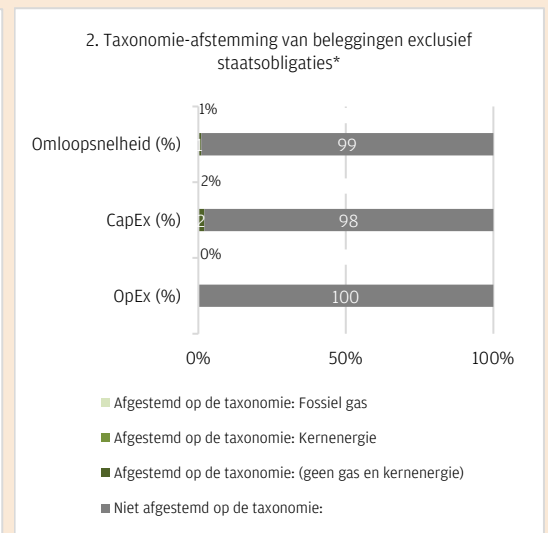 2. Taxonomie-afstemming van beleggingen exclusief
staatsobligaties*
1%
Omloopsnelheid (%) 1 99
2%
CapEx (%) 2 98
0%
OpEx (%) 100
0% 50% 100%
Afgestemd op de taxonomie: Fossiel gas
Afgestemd op de taxonomie: Kernenergie
Afgestemd op de taxonomie: (geen gas en kernenergie)
Niet afgestemd op de taxonomie: